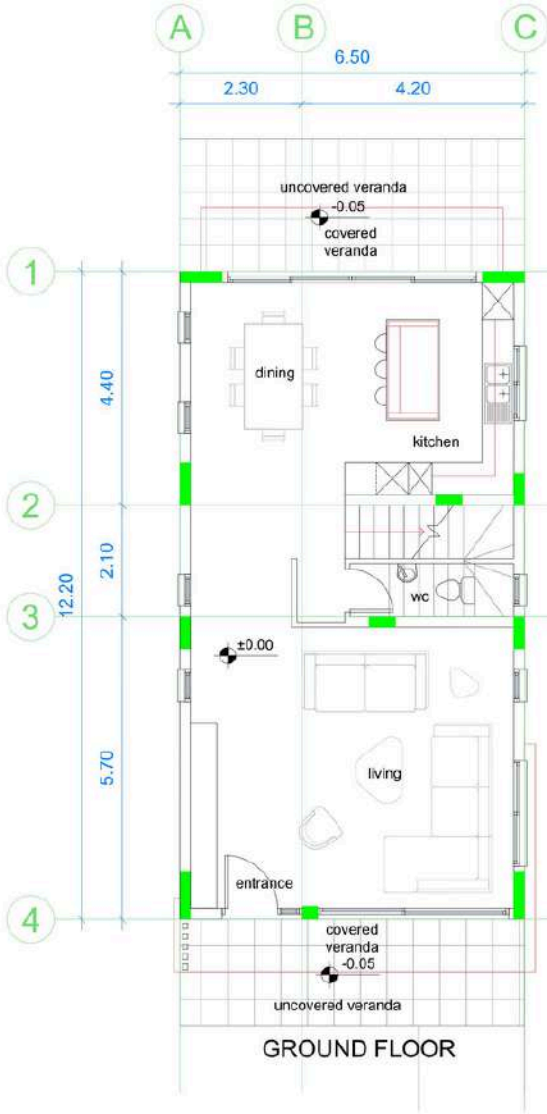 A
B
C
6.50
2.30
4.20
uncovered veranda
-0.05
covered
veranda
1
4.40
dining
kitchen
2
2.10
12.20
wc
3
±0.00
5.70
living
entrance
4
covered
veranda
-0.05
uncovered veranda
GROUND FLOOR